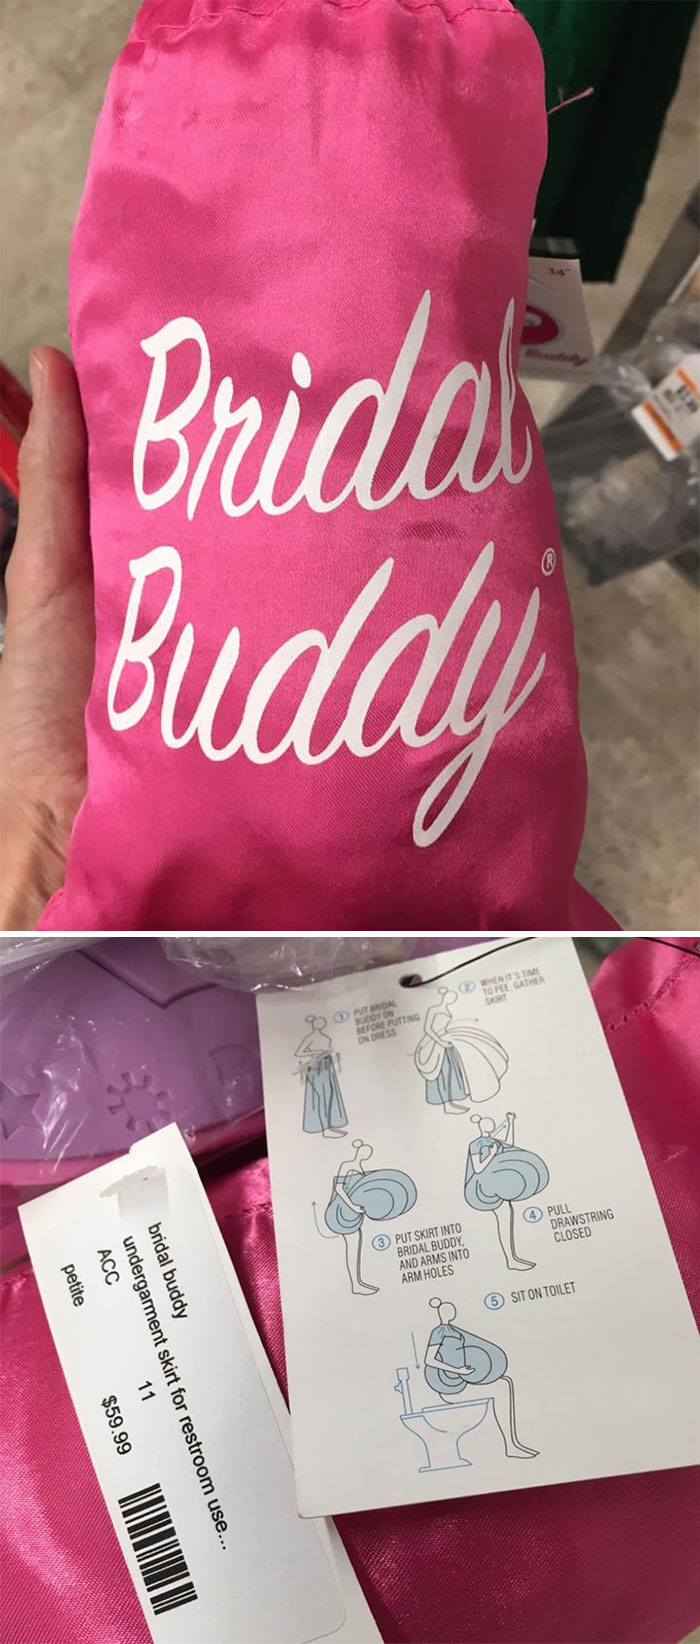 Bridal
Buddy®
34"
Buddy
1 PUT BRIDAL
BUDDY ON
BEFORE PUTTING
ON DRESS
2 WHEN IT'S TIME
TO PEE, GATHER
SKIRT
3 PUT SKIRT INTO
BRIDAL BUDDY,
AND ARMS INTO
ARM HOLES
4 PULL
DRAWSTRING
CLOSED
5 SIT ON TOILET
bridal buddy
undergarment skirt for restroom use...
ACC 11
petite $59.99